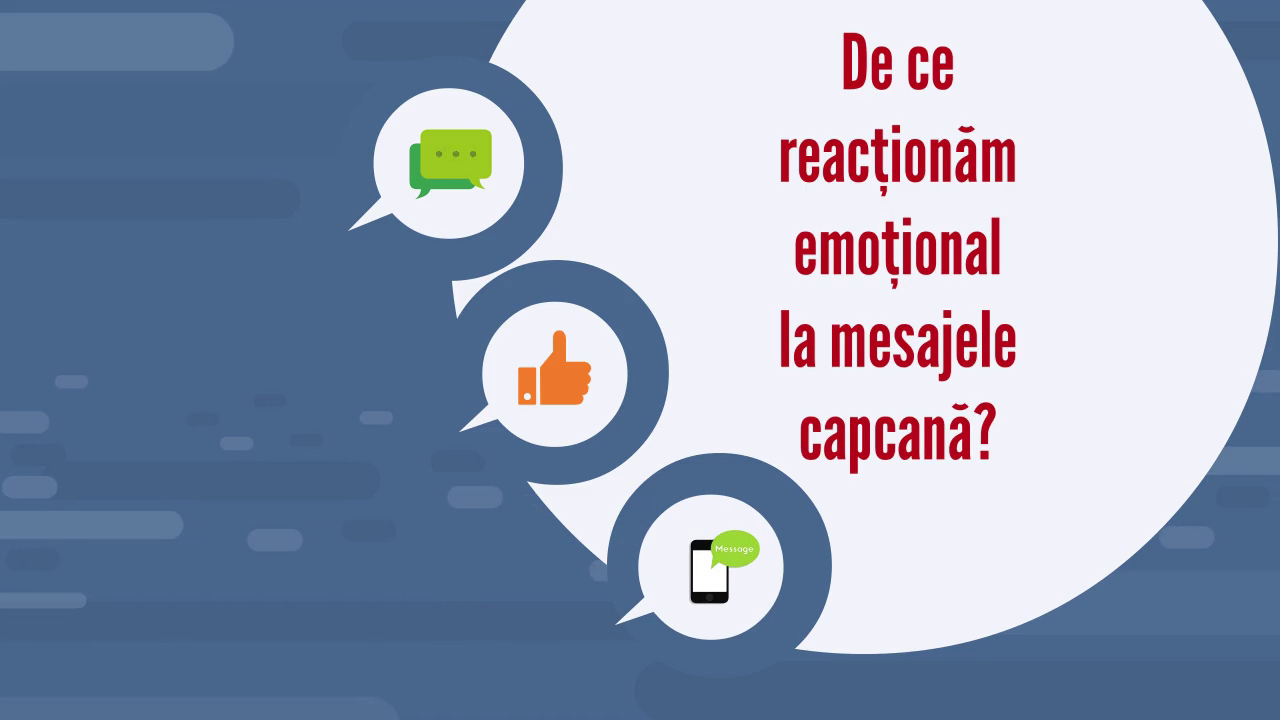 De ce
reacționăm
emoțional
la mesajele
capcană?
Message